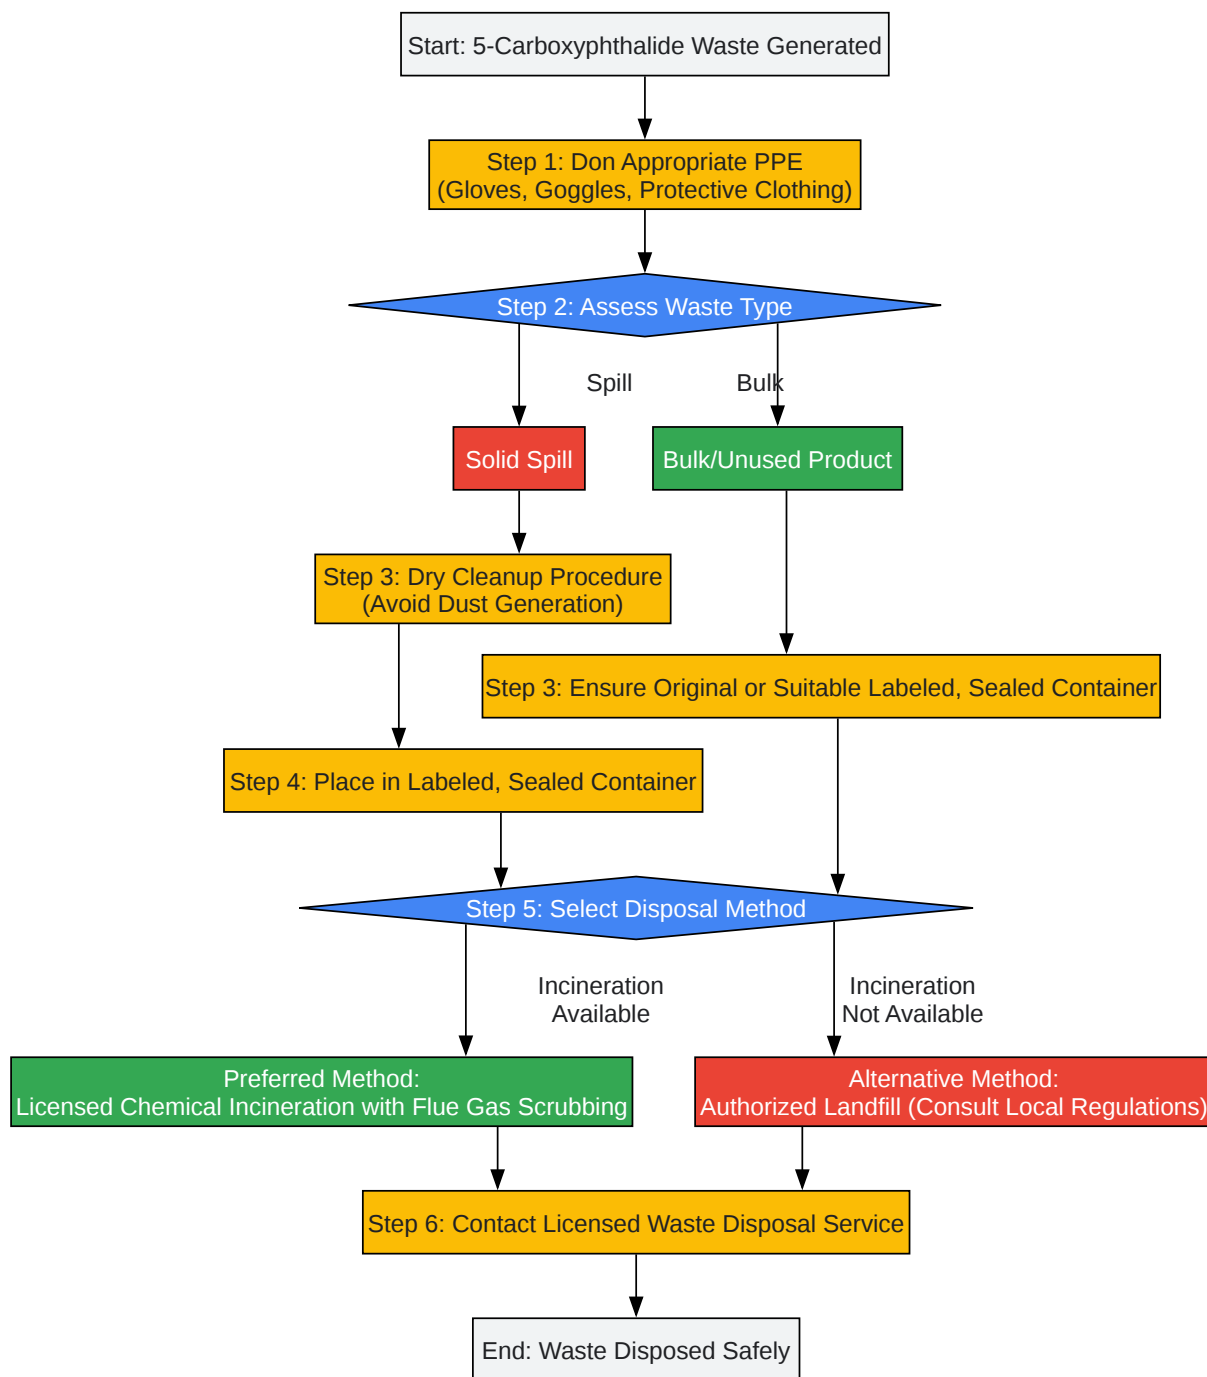 Start: 5-Carboxyphthalide Waste Generated
Step 1: Don Appropriate PPE
(Gloves, Goggles, Protective Clothing)
Step 2: Assess Waste Type
Spill
Bulk
Solid Spill
Bulk/Unused Product
Step 3: Dry Cleanup Procedure
(Avoid Dust Generation)
Step 3: Ensure Original or Suitable Labeled, Sealed Container
Step 4: Place in Labeled, Sealed Container
Step 5: Select Disposal Method
Incineration
Available
Incineration
Not Available
Preferred Method:
Licensed Chemical Incineration with Flue Gas Scrubbing
Alternative Method:
Authorized Landfill (Consult Local Regulations)
Step 6: Contact Licensed Waste Disposal Service
End: Waste Disposed Safely